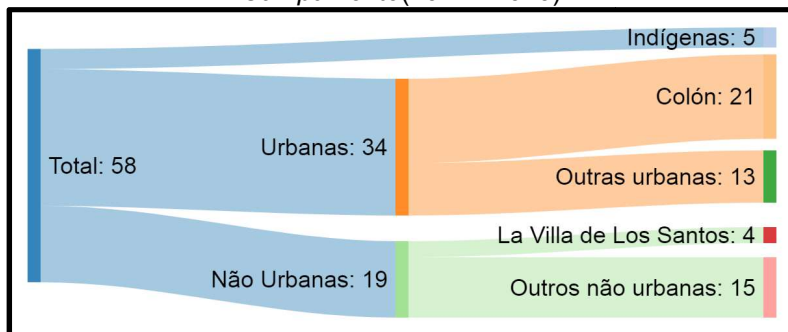 Indígenas: 5
Colón: 21
Urbanas: 34
Total: 58
Outras urbanas: 13
La Villa de Los Santos: 4
Não Urbanas: 19
Outros não urbanas: 15